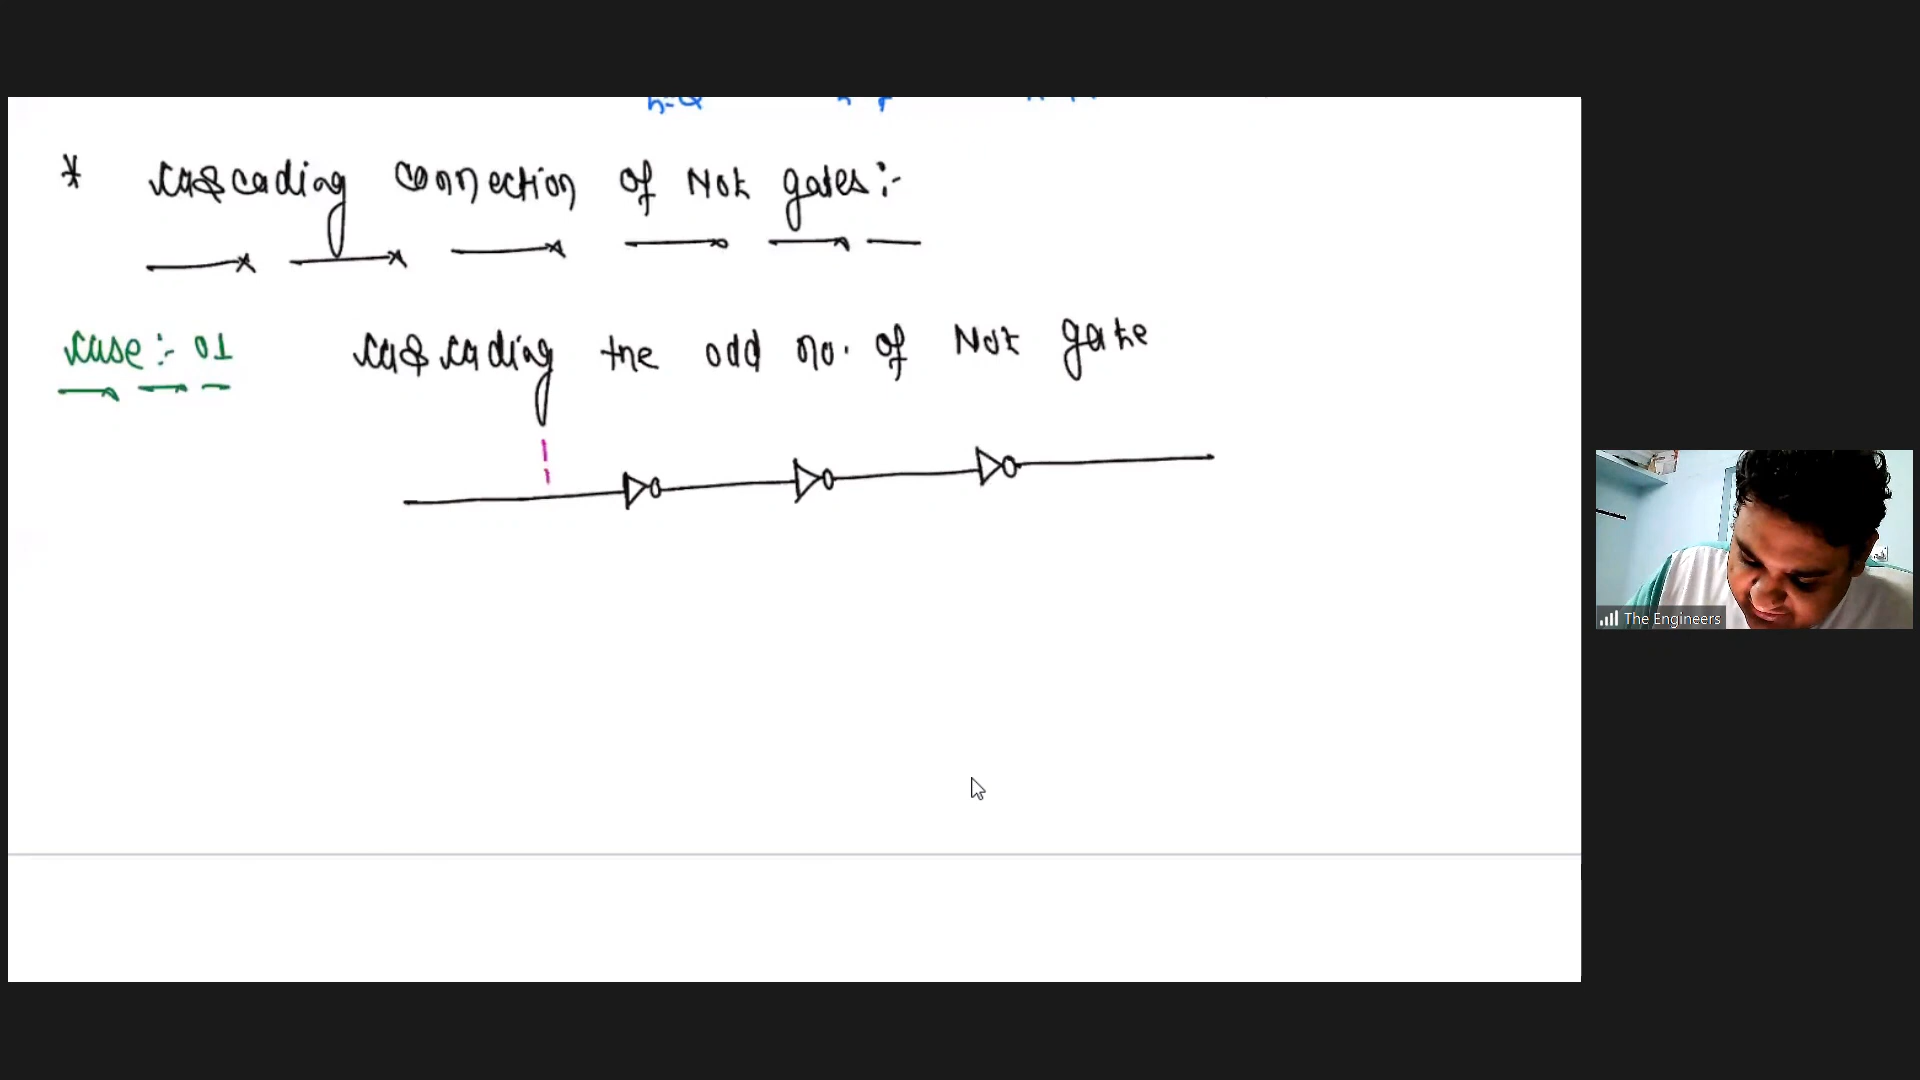 * Cascading connection of Not gates :-
Case :- 01 Cascading the odd no. of Not gate
The Engineers